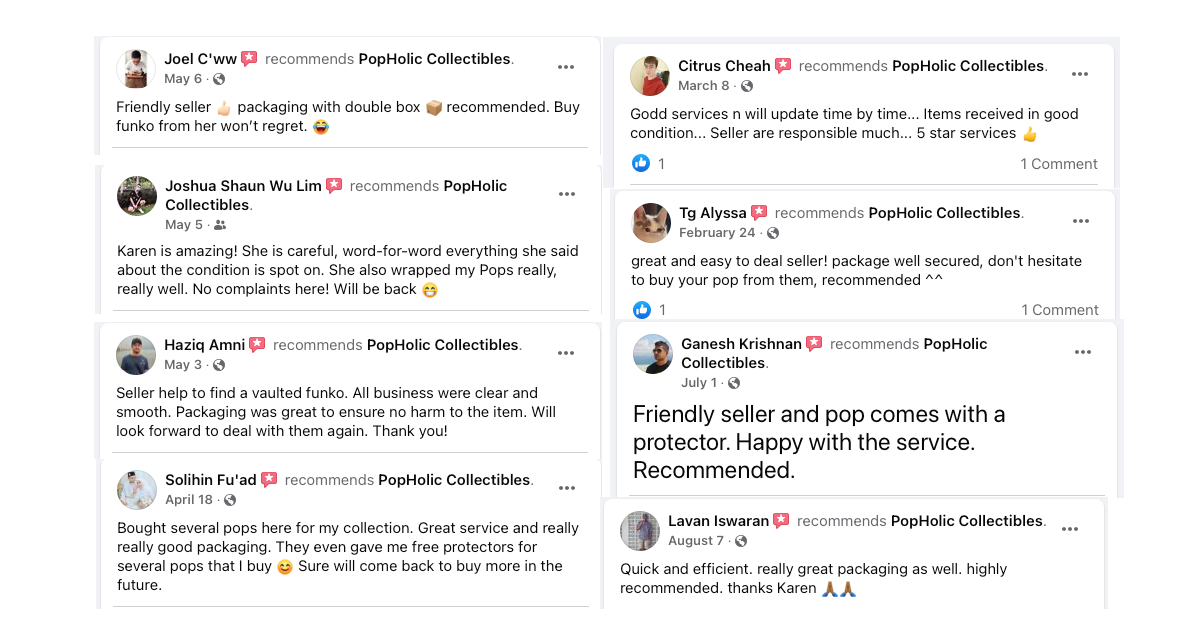 Joel C'ww recommends PopHolic Collectibles.
May 6 ·
Friendly seller 👍🏻 packaging with double box 📦 recommended. Buy
funko from her won’t regret. 😂
Joshua Shaun Wu Lim recommends PopHolic
Collectibles.
May 5 ·
Karen is amazing! She is careful, word-for-word everything she said
about the condition is spot on. She also wrapped my Pops really,
really well. No complaints here! Will be back 😁
Haziq Amni recommends PopHolic Collectibles.
May 3 ·
Seller help to find a vaulted funko. All business were clear and
smooth. Packaging was great to ensure no harm to the item. Will
look forward to deal with them again. Thank you!
Solihin Fu'ad recommends PopHolic Collectibles.
April 18 ·
Bought several pops here for my collection. Great service and really
really good packaging. They even gave me free protectors for
several pops that I buy 😊 Sure will come back to buy more in the
future.
Citrus Cheah recommends PopHolic Collectibles.
March 8 ·
Godd services n will update time by time... Items received in good
condition... Seller are responsible much... 5 star services 👍
1 1 Comment
Tg Alyssa recommends PopHolic Collectibles.
February 24 ·
great and easy to deal seller! package well secured, don't hesitate
to buy your pop from them, recommended ^^
1 1 Comment
Ganesh Krishnan recommends PopHolic
Collectibles.
July 1 ·
Friendly seller and pop comes with a
protector. Happy with the service.
Recommended.
Lavan Iswaran recommends PopHolic Collectibles.
August 7 ·
Quick and efficient. really great packaging as well. highly
recommended. thanks Karen 🙏🏾🙏🏾